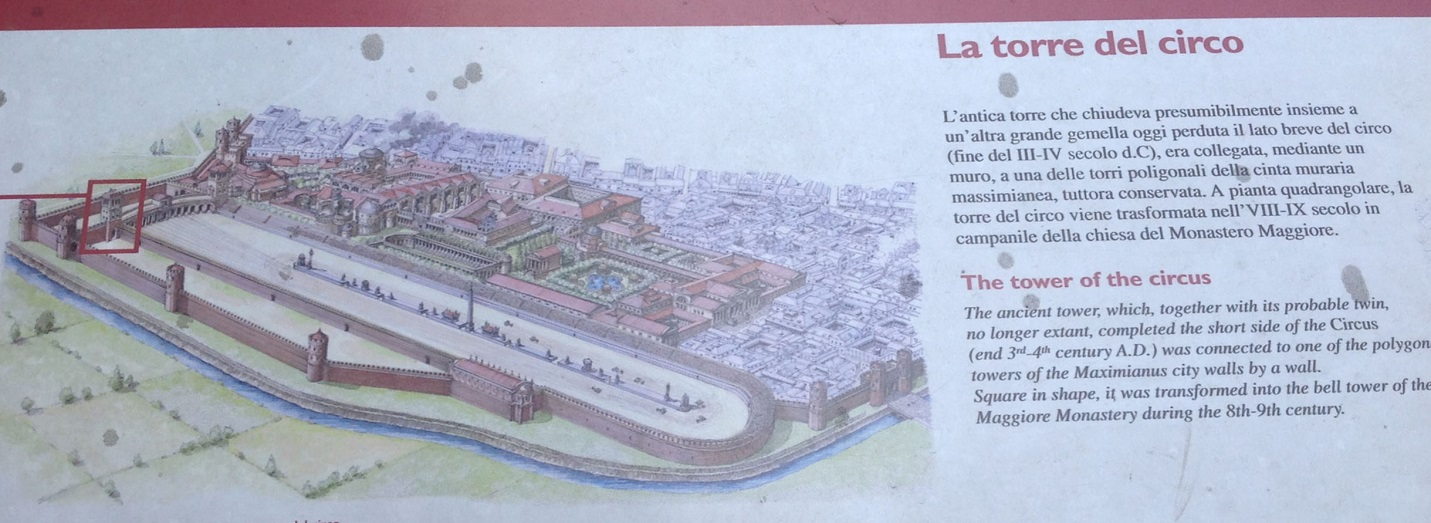 La torre del circo
L'antica torre che chiudeva presumibilmente insieme a
un'altra grande gemella oggi perduta il lato breve del circo
(fine del III-IV secolo d.C), era collegata, mediante un
muro, a una delle torri poligonali della cinta muraria
massimianea, tuttora conservata. A pianta quadrangolare, la
torre del circo viene trasformata nell'VIII-IX secolo in
campanile della chiesa del Monastero Maggiore.
The tower of the circus
The ancient tower, which, together with its probable twin,
no longer extant, completed the short side of the Circus
(end 3rd-4th century A.D.) was connected to one of the polygon
towers of the Maximianus city walls by a wall.
Square in shape, it was transformed into the bell tower of the
Maggiore Monastery during the 8th-9th century.